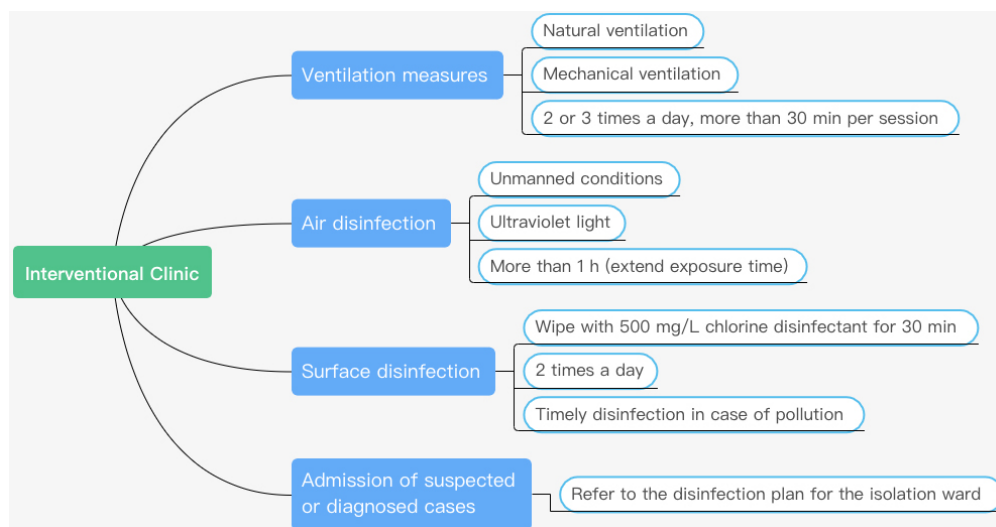 Interventional Clinic
Ventilation measures
Natural ventilation
Mechanical ventilation
2 or 3 times a day, more than 30 min per session
Air disinfection
Unmanned conditions
Ultraviolet light
More than 1 h (extend exposure time)
Surface disinfection
Wipe with 500 mg/L chlorine disinfectant for 30 min
2 times a day
Timely disinfection in case of pollution
Admission of suspected
or diagnosed cases
Refer to the disinfection plan for the isolation ward